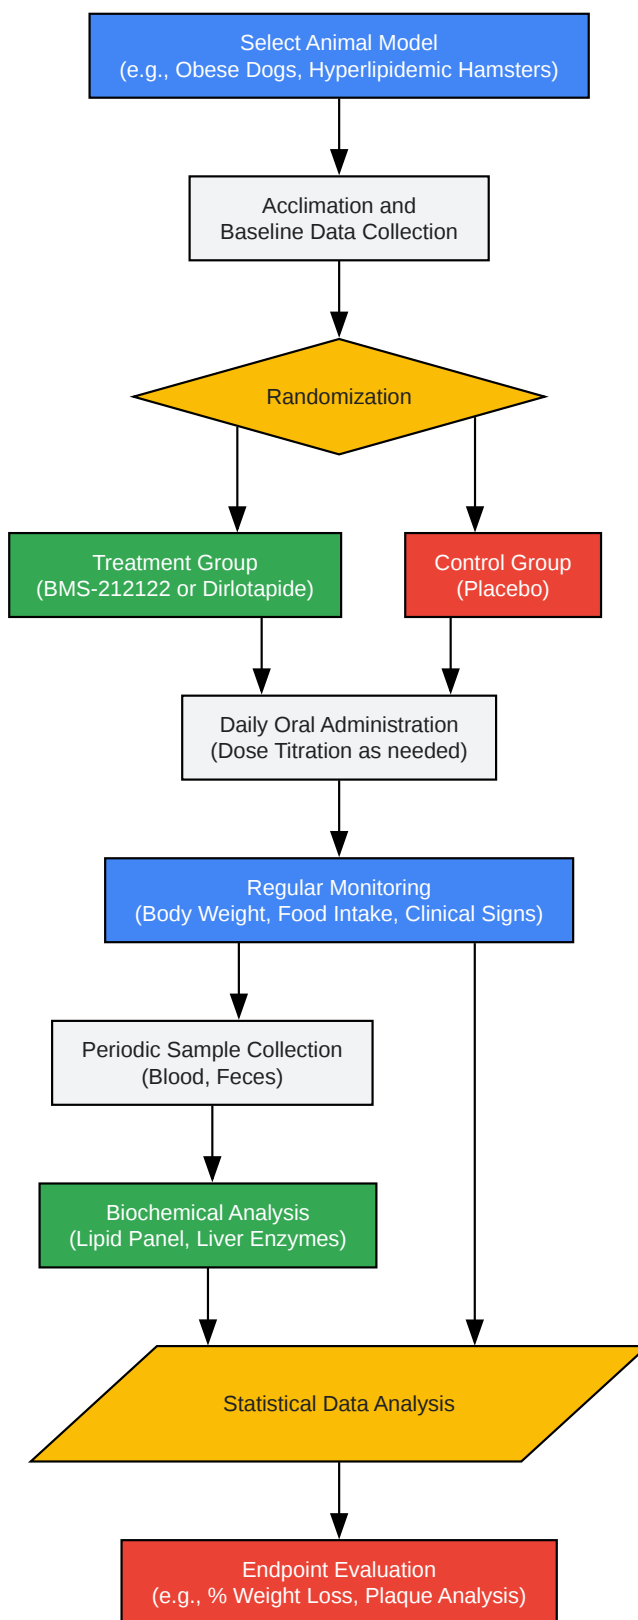 Select Animal Model
(e.g., Obese Dogs, Hyperlipidemic Hamsters)
Acclimation and
Baseline Data Collection
Randomization
Treatment Group
(BMS-212122 or Dirlotapide)
Control Group
(Placebo)
Daily Oral Administration
(Dose Titration as needed)
Regular Monitoring
(Body Weight, Food Intake, Clinical Signs)
Periodic Sample Collection
(Blood, Feces)
Biochemical Analysis
(Lipid Panel, Liver Enzymes)
Statistical Data Analysis
Endpoint Evaluation
(e.g., % Weight Loss, Plaque Analysis)